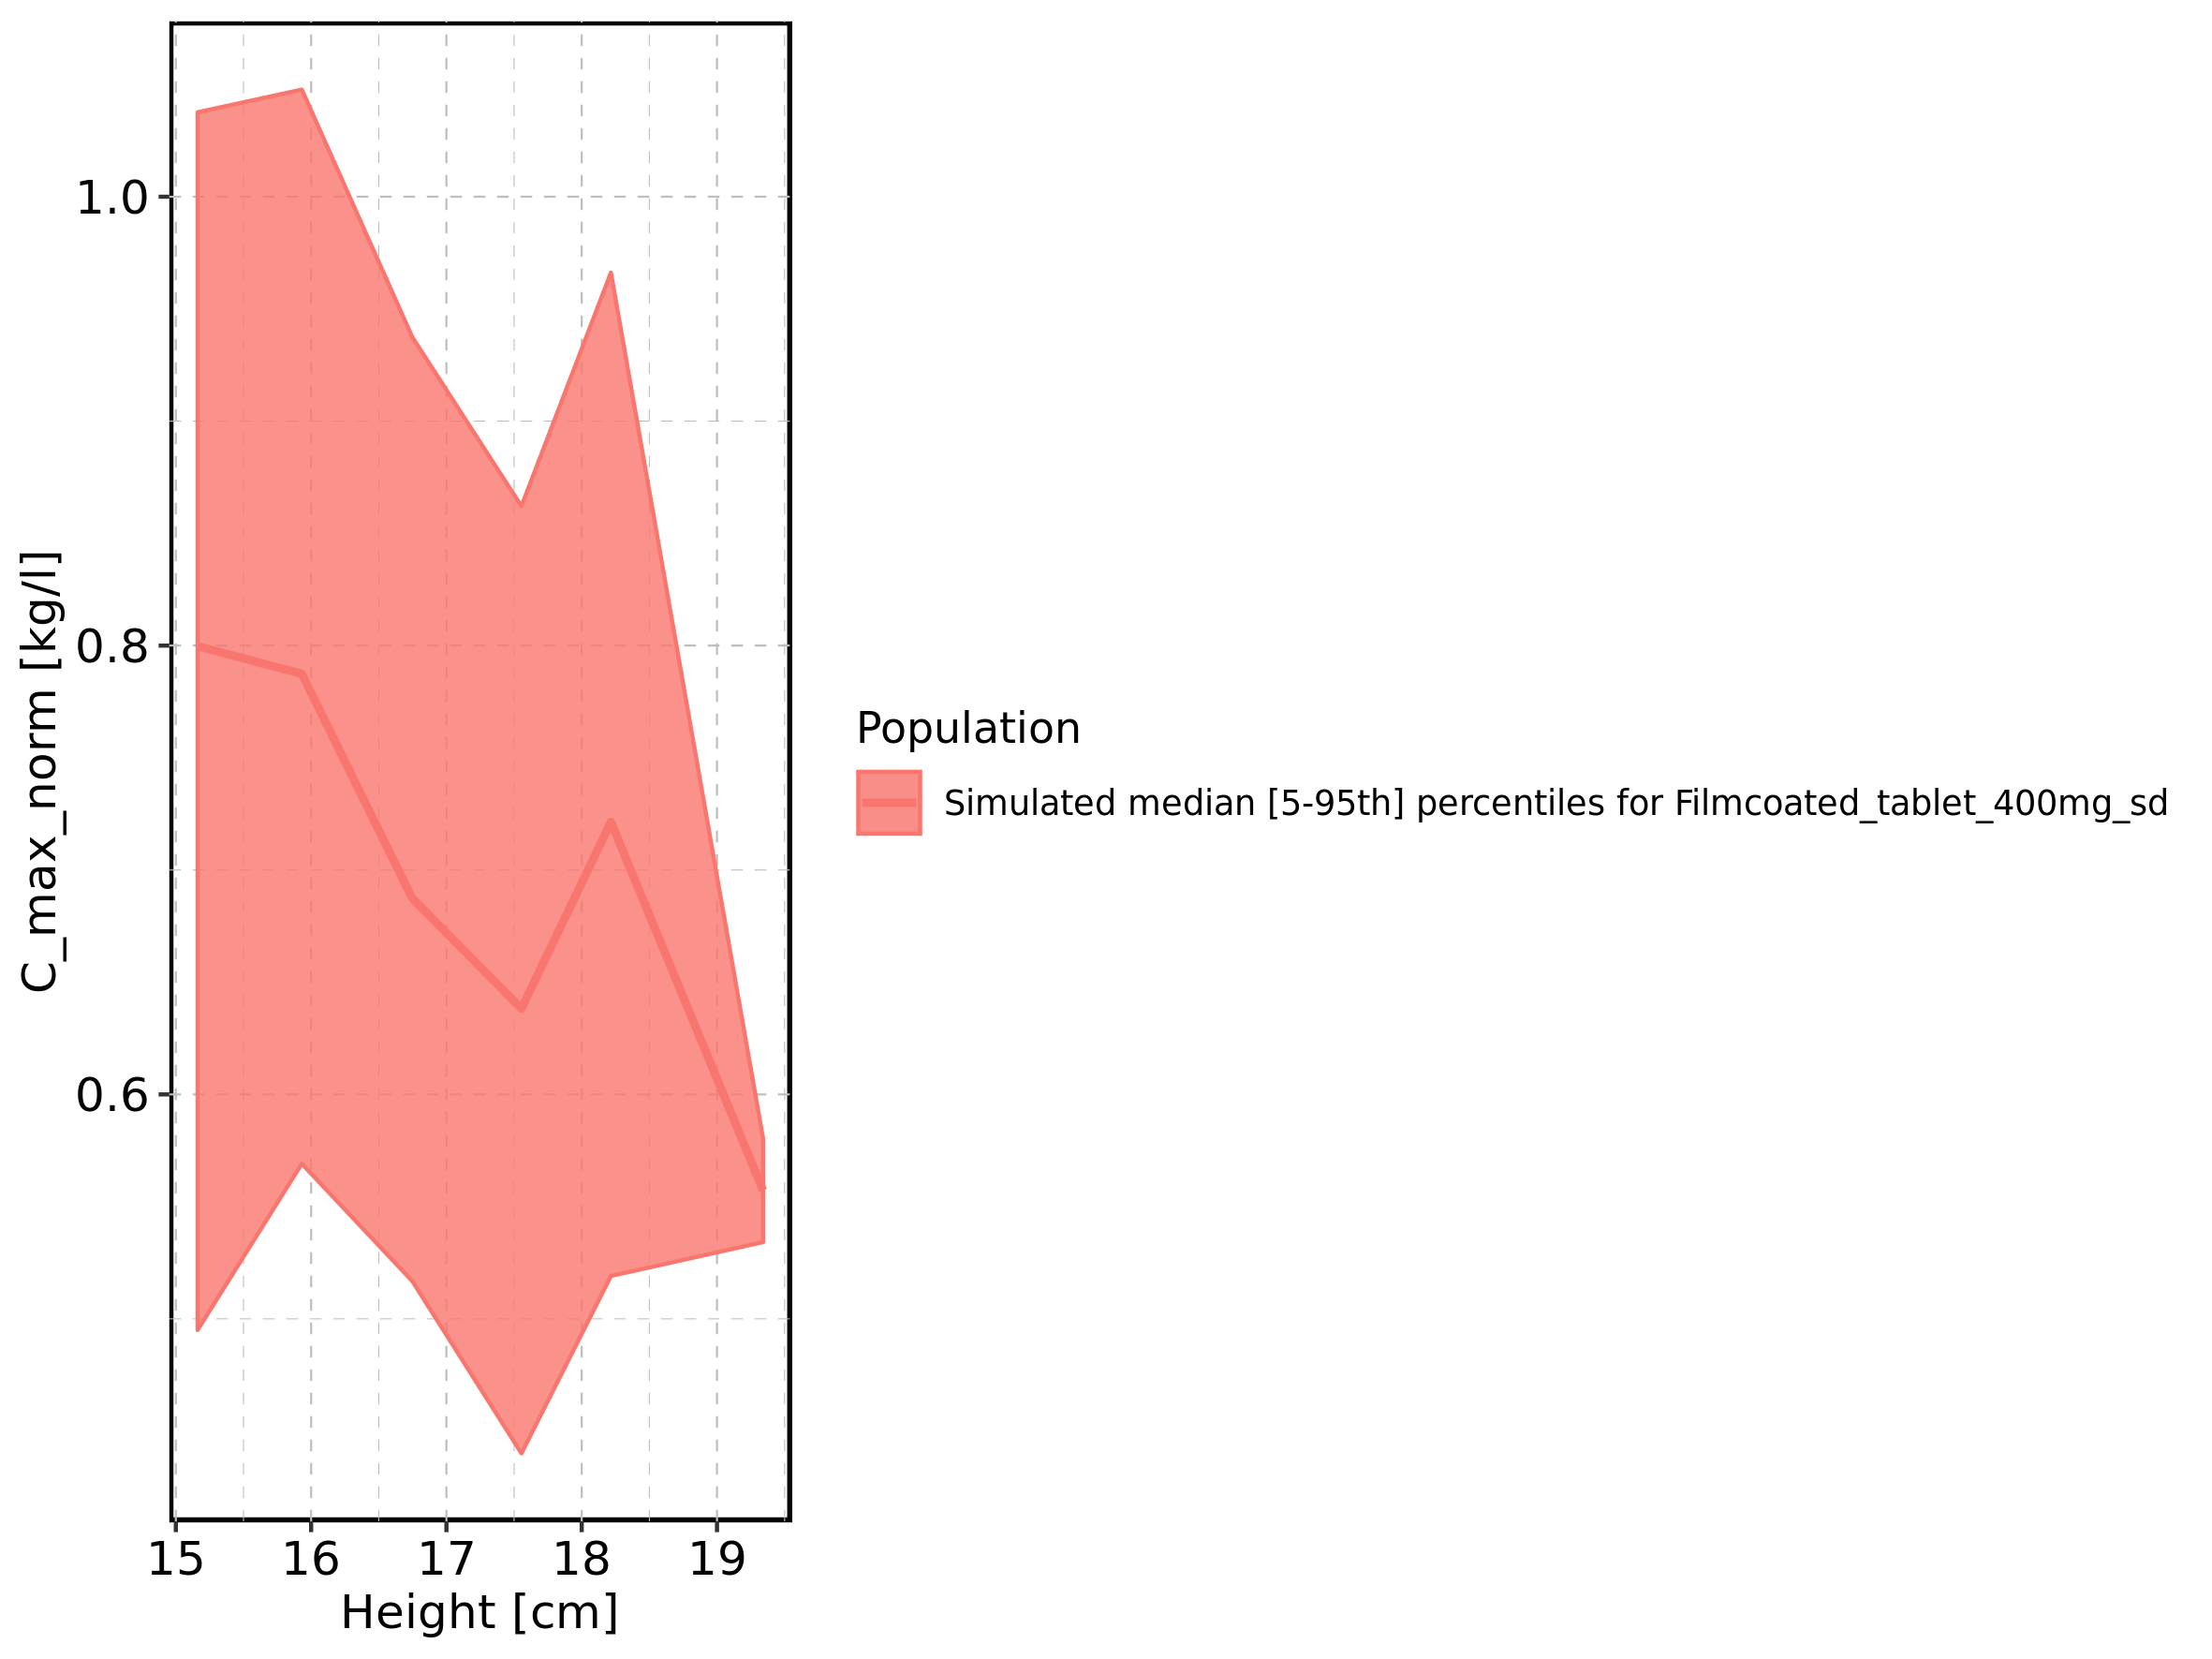 1.0
0.8
0.6
C_max_norm [kg/l]
15 16 17 18 19
Height [cm]
Population
Simulated median [5-95th] percentiles for Filmcoated_tablet_400mg_sd